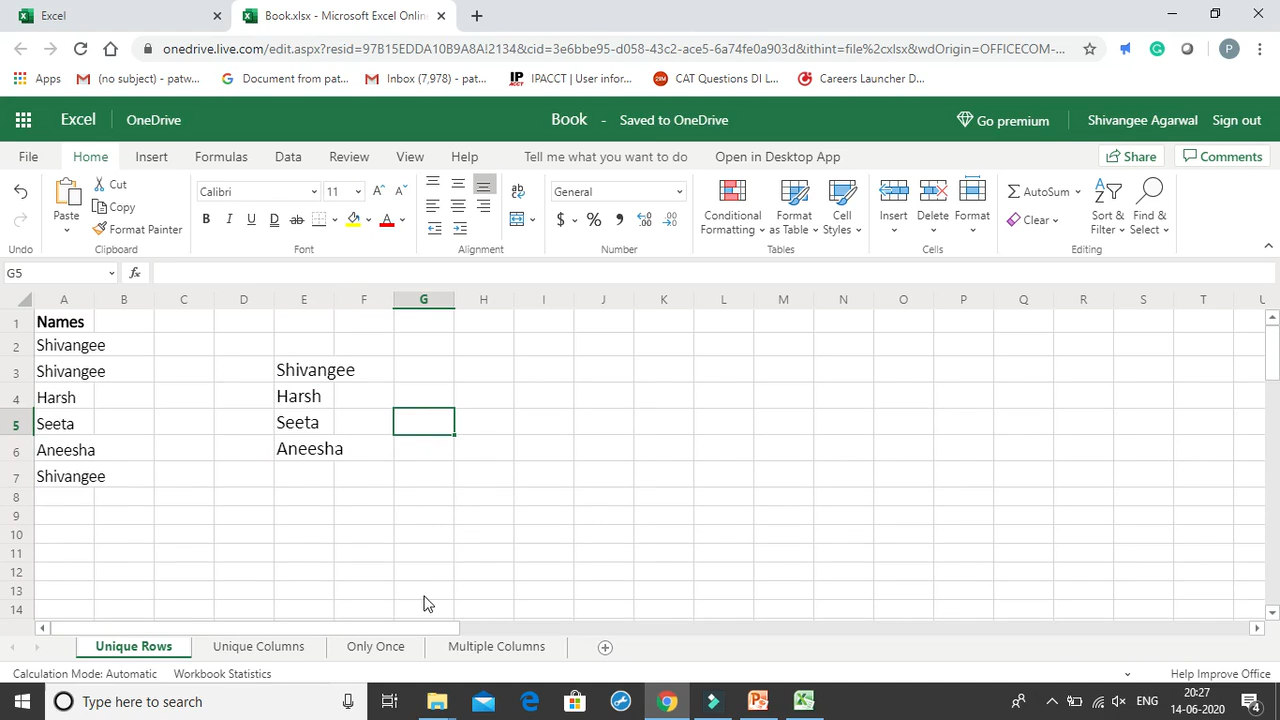 Excel
Book.xlsx - Microsoft Excel Onlin
onedrive.live.com/edit.aspx?resid=97B15EDDA10B9A8A!2134&cid=3e6bbe95-d058-43c2-ace5-6a74fe0a903d&ithint=file%2cxlsx&wdOrigin=OFFICECOM-...
P
Apps (no subject) - patw... Document from pat... Inbox (7,978) - pat... IPACCT | User infor... CAT Questions DI L... Careers Launcher D...
Excel OneDrive Book - Saved to OneDrive Go premium Shivangee Agarwal Sign out
File Home Insert Formulas Data Review View Help Tell me what you want to do Open in Desktop App Share Comments
Paste Cut Copy Format Painter
Calibri 11
B I U D ab A
General
$ % 9
Conditional Formatting Format as Table Cell Styles
Insert Delete Format
AutoSum Clear Sort & Filter Find & Select
Undo Clipboard Font Alignment Number Tables Cells Editing
G5 fx
A B C D E F G H I J K L M N O P Q R S T U
1 Names
2 Shivangee
3 Shivangee Shivangee
4 Harsh Harsh
5 Seeta Seeta
6 Aneesha Aneesha
7 Shivangee
8
9
10
11
12
13
14
Unique Rows Unique Columns Only Once Multiple Columns
Calculation Mode: Automatic Workbook Statistics Help Improve Office
Type here to search
ENG
20:27
14-06-2020
4